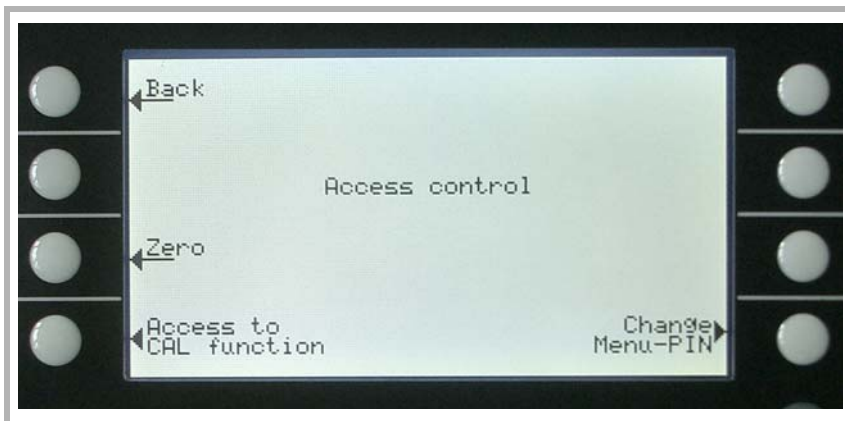 Back
Access control
Zero
Access to
CAL function
Change
Menu-PIN